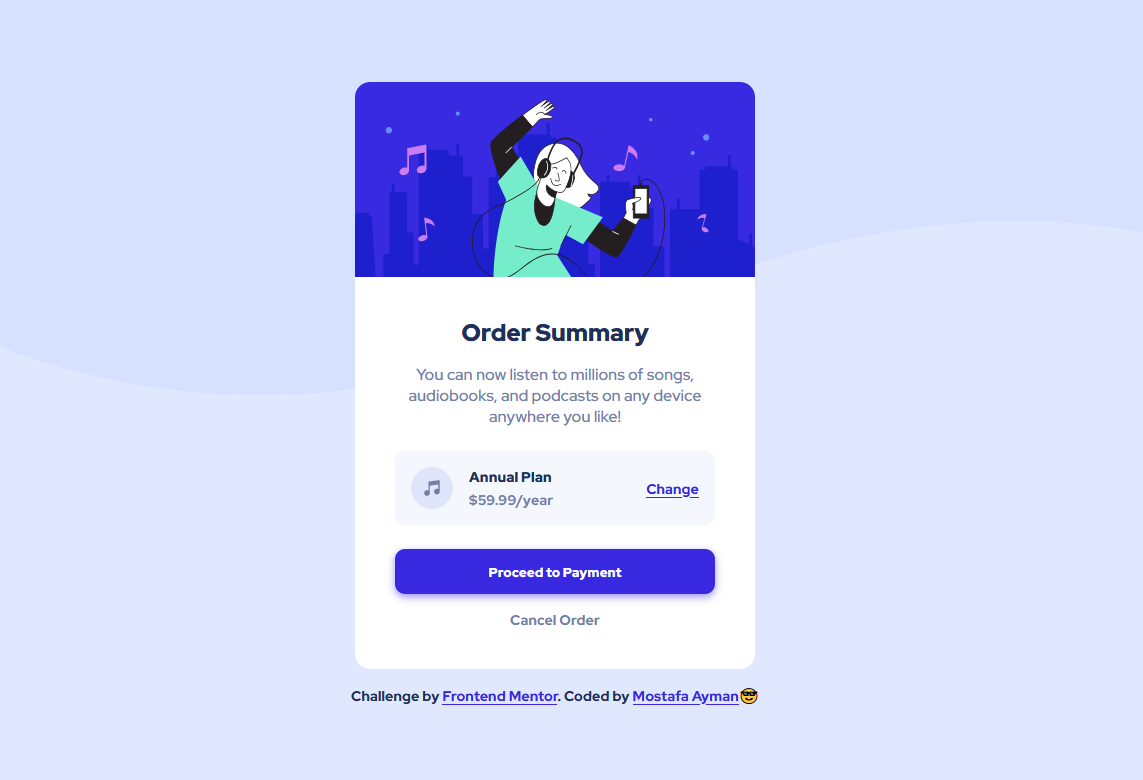 Order Summary
You can now listen to millions of songs,
audiobooks, and podcasts on any device
anywhere you like!
Annual Plan
$59.99/year
Change
Proceed to Payment
Cancel Order
Challenge by Frontend Mentor. Coded by Mostafa Ayman😎